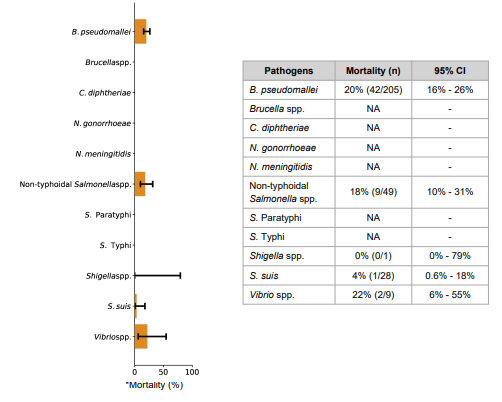 B. pseudomallei
Brucellaspp.
C. diphtheriae
N. gonorrhoeae
N. meningitidis
Non-typhoidal Salmonellaspp.
S. Paratyphi
S. Typhi
Shigellaspp.
S. suis
Vibriospp.
0 50 100
*Mortality (%)
Pathogens Mortality (n) 95% CI
B. pseudomallei 20% (42/205) 16% - 26%
Brucella spp. NA -
C. diphtheriae NA -
N. gonorrhoeae NA -
N. meningitidis NA -
Non-typhoidal
Salmonella spp. 18% (9/49) 10% - 31%
S. Paratyphi NA -
S. Typhi NA -
Shigella spp. 0% (0/1) 0% - 79%
S. suis 4% (1/28) 0.6% - 18%
Vibrio spp. 22% (2/9) 6% - 55%